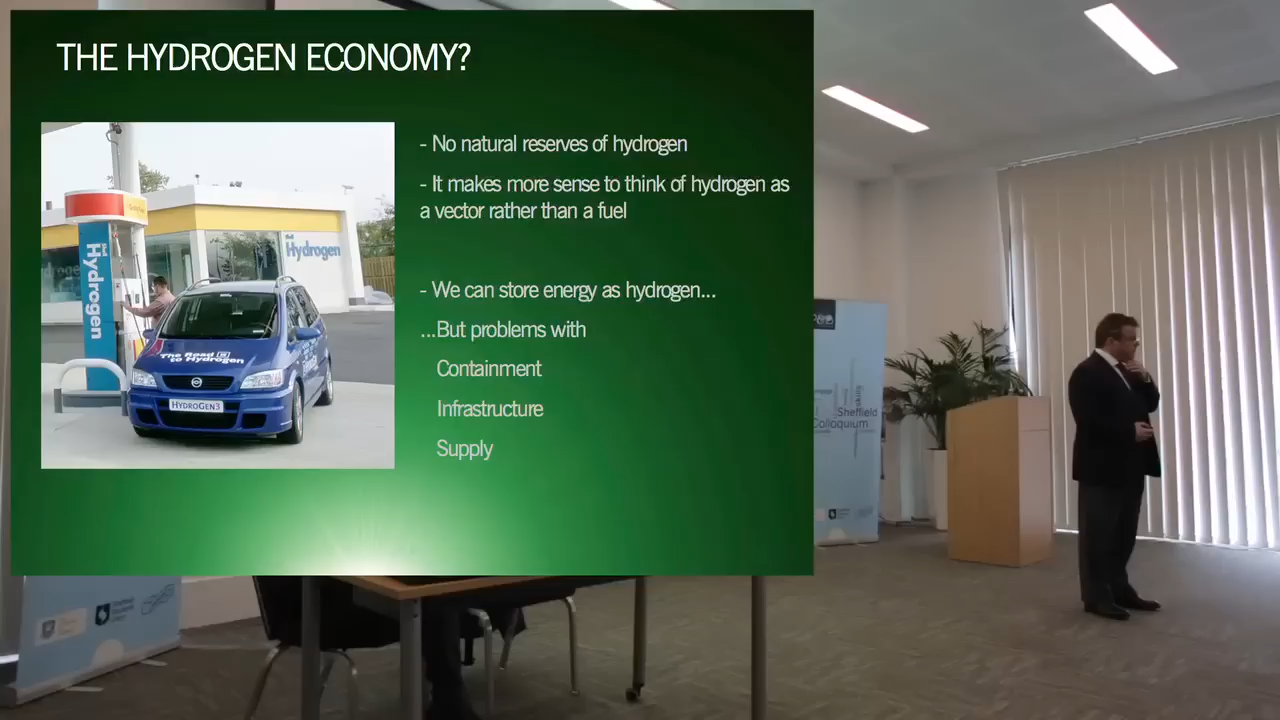 THE HYDROGEN ECONOMY?
- No natural reserves of hydrogen
- It makes more sense to think of hydrogen as
a vector rather than a fuel
- We can store energy as hydrogen...
...But problems with
Containment
Infrastructure
Supply
Hydrogen
Hydrogen
The Road
to Hydrogen
HYDROGEN3
Sheffield
Colloquium